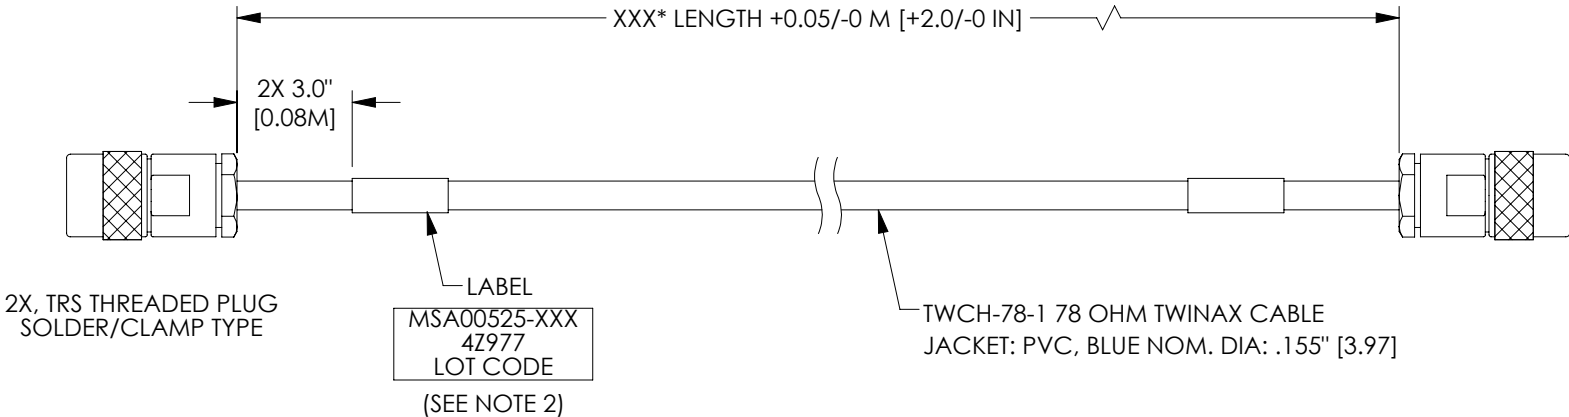 XXX* LENGTH +0.05/-0 M [+2.0/-0 IN]
2X 3.0"
[0.08M]
2X, TRS THREADED PLUG
SOLDER/CLAMP TYPE
LABEL
MSA00525-XXX
4Z977
LOT CODE
(SEE NOTE 2)
TWCH-78-1 78 OHM TWINAX CABLE
JACKET: PVC, BLUE NOM. DIA: .155" [3.97]